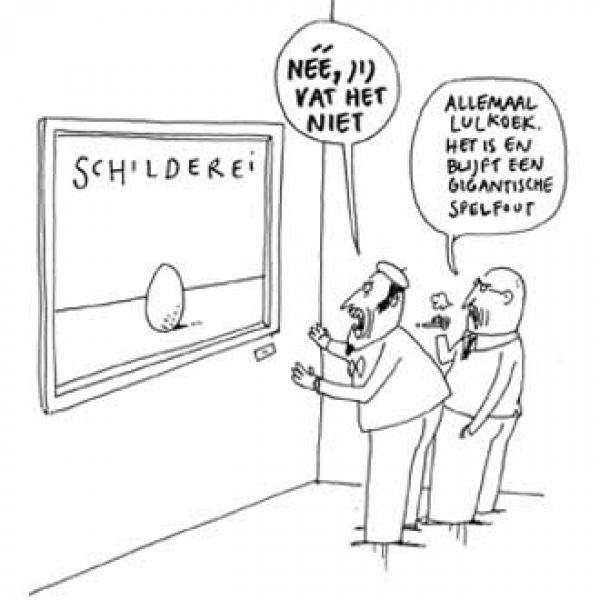 SCHILDEREi
NÉÉ, JIJ
VAT HET
NIET
ALLEMAAL
LULKOEK.
HET IS EN
BLIJFT EEN
GIGANTISCHE
SPELFOUT